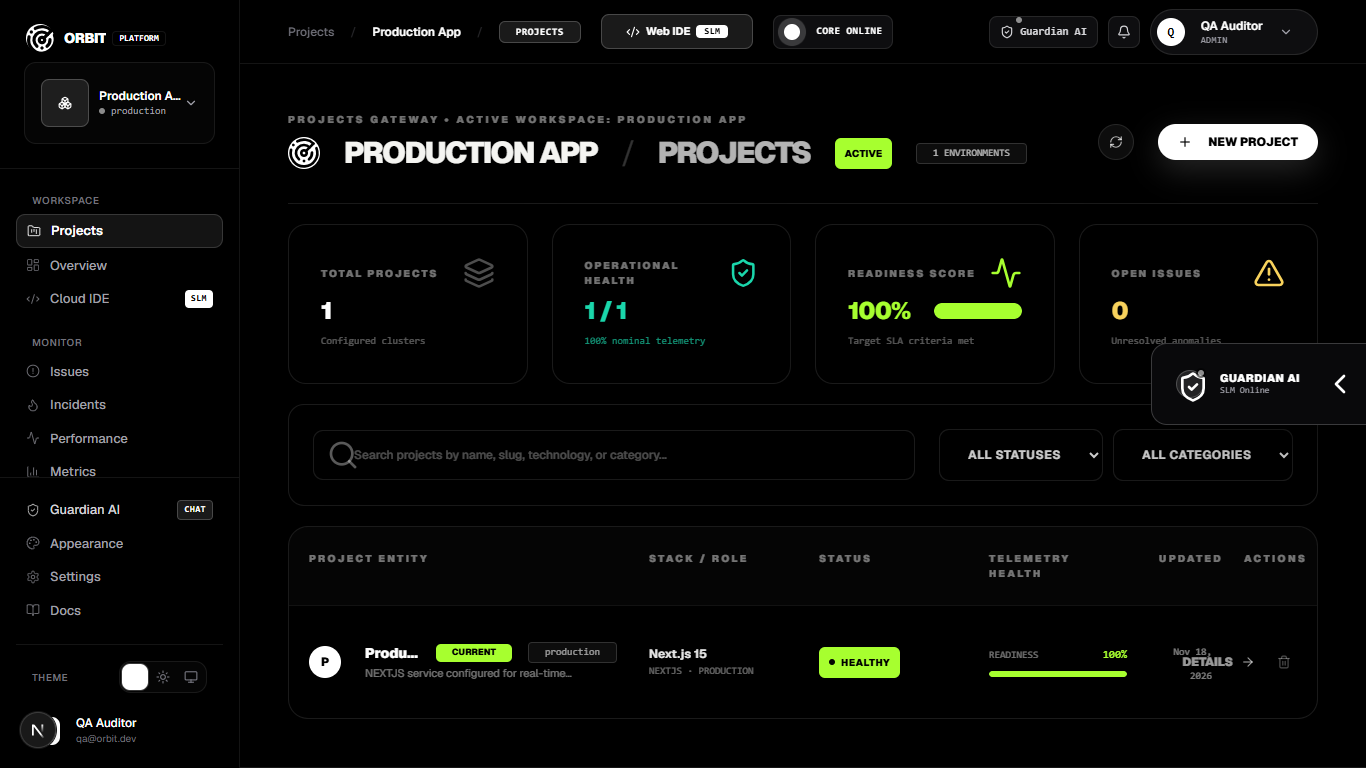 ORBIT PLATFORM
Production A...
production
WORKSPACE
Projects
Overview
Cloud IDE SLM
MONITOR
Issues
Incidents
Performance
Metrics
Guardian AI CHAT
Appearance
Settings
Docs
THEME
N
QA Auditor
qa@orbit.dev
Projects / Production App / PROJECTS
</> Web IDE SLM
CORE ONLINE
Guardian AI
Q
QA Auditor
ADMIN
PROJECTS GATEWAY • ACTIVE WORKSPACE: PRODUCTION APP
PRODUCTION APP / PROJECTS ACTIVE 1 ENVIRONMENTS
+ NEW PROJECT
TOTAL PROJECTS
1
Configured clusters
OPERATIONAL
HEALTH
1 / 1
100% nominal telemetry
READINESS SCORE
100%
Target SLA criteria met
OPEN ISSUES
0
Unresolved anomalies
GUARDIAN AI
SLM Online
Search projects by name, slug, technology, or category...
ALL STATUSES
ALL CATEGORIES
PROJECT ENTITY STACK / ROLE STATUS TELEMETRY HEALTH UPDATED ACTIONS
P
Produ... CURRENT production
NEXTJS service configured for real-time...
Next.js 15
NEXTJS · PRODUCTION
HEALTHY
READINESS 100%
Nov 18,
2026
DETAILS →